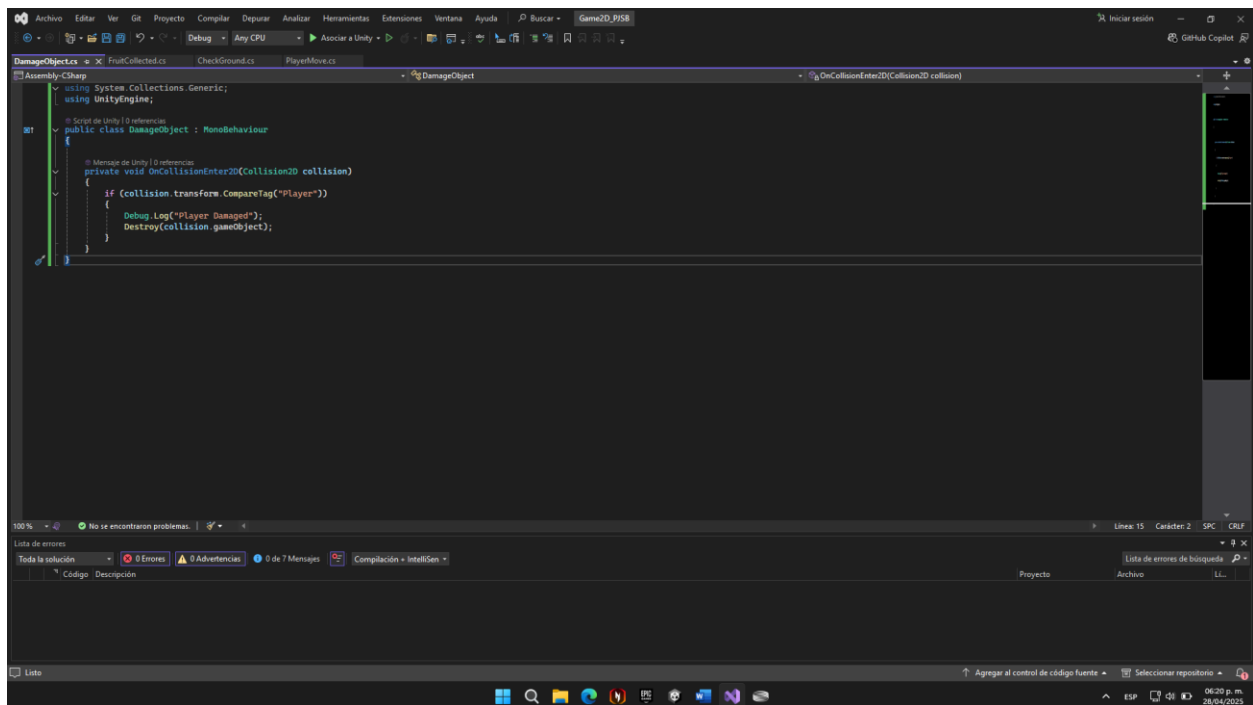 Archivo Editar Ver Git Proyecto Compilar Depurar Analizar Herramientas Extensiones Ventana Ayuda Buscar Game2D_PJSB Iniciar sesión
Debug Any CPU Asociar a Unity GitHub Copilot
DamageObject.cs FruitCollected.cs CheckGround.cs PlayerMove.cs
Assembly-CSharp DamageObject OnCollisionEnter2D(Collision2D collision)
using System.Collections.Generic;
using UnityEngine;
Script de Unity | 0 referencias
public class DamageObject : MonoBehaviour
{
Mensaje de Unity | 0 referencias
private void OnCollisionEnter2D(Collision2D collision)
{
if (collision.transform.CompareTag("Player"))
{
Debug.Log("Player Damaged");
Destroy(collision.gameObject);
}
}
}
100 % No se encontraron problemas. Línea: 15 Carácter: 2 SPC CRLF
Lista de errores
Toda la solución 0 Errores 0 Advertencias 0 de 7 Mensajes Compilación + IntelliSen Lista de errores de búsqueda
Código Descripción Proyecto Archivo Lí...
Listo Agregar al control de código fuente Seleccionar repositorio
EPIC ESP 06:20 p. m.
28/04/2025